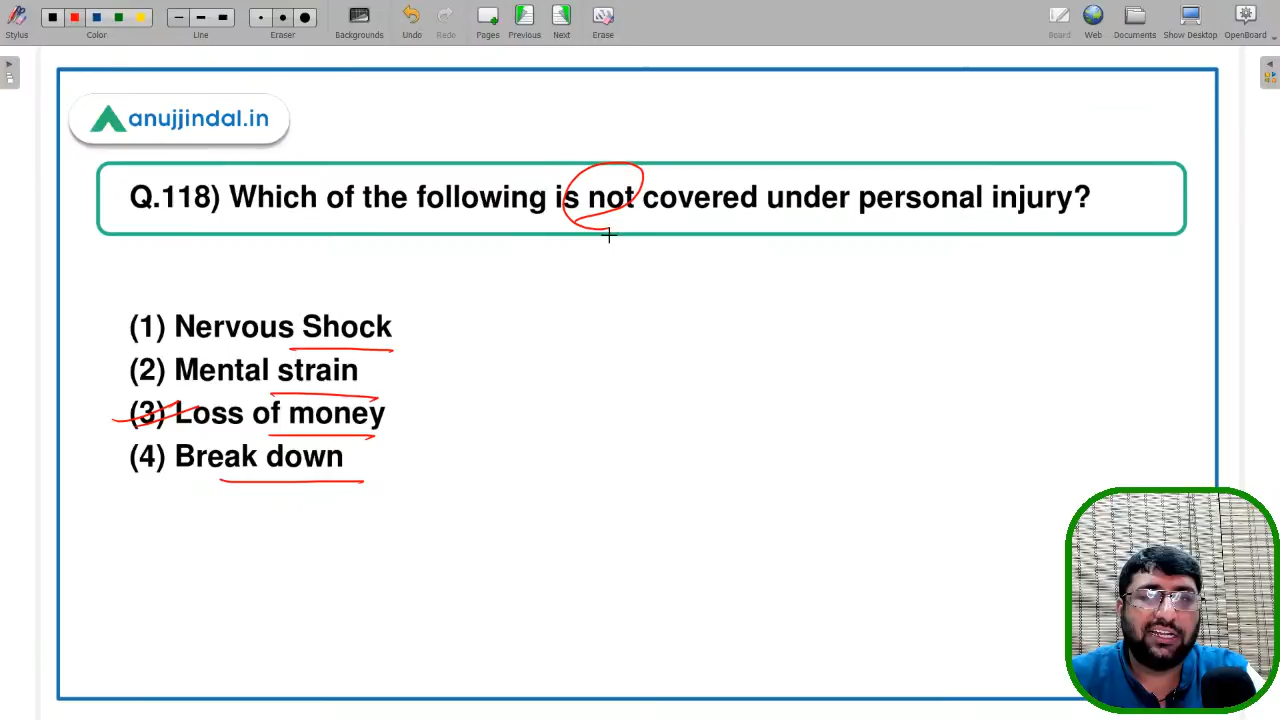 Stylus
Color
Line
Eraser
Backgrounds
Undo
Redo
Pages
Previous
Next
Erase
Board
Web
Documents
Show Desktop
OpenBoard
anujjindal.in
Q.118) Which of the following is not covered under personal injury?
(1) Nervous Shock
(2) Mental strain
(3) Loss of money
(4) Break down